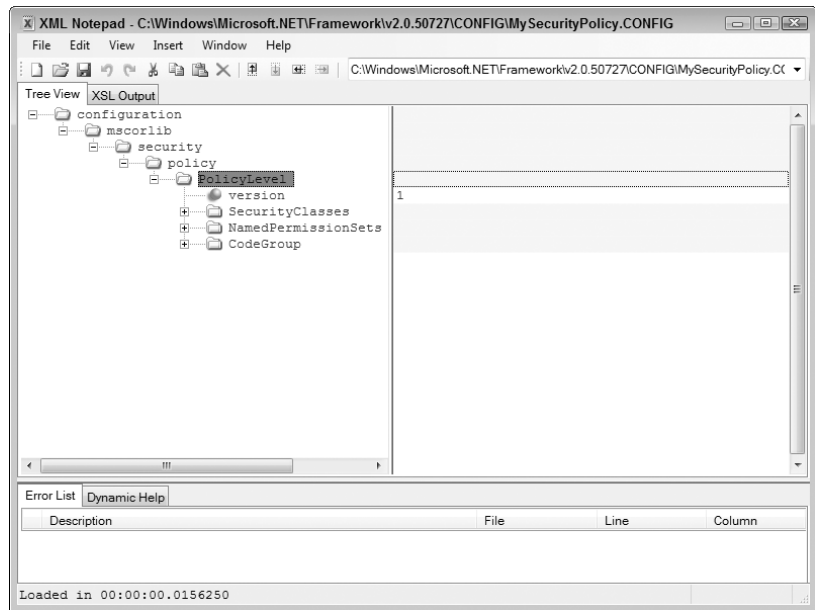 XML Notepad - C:\Windows\Microsoft.NET\Framework\v2.0.50727\CONFIG\MySecurityPolicy.CONFIG
File Edit View Insert Window Help
C:\Windows\Microsoft.NET\Framework\v2.0.50727\CONFIG\MySecurityPolicy.C(
Tree View XSL Output
configuration
mscorlib
security
policy
PolicyLevel
version 1
SecurityClasses
NamedPermissionSets
CodeGroup
Error List Dynamic Help
Description File Line Column
Loaded in 00:00:00.0156250